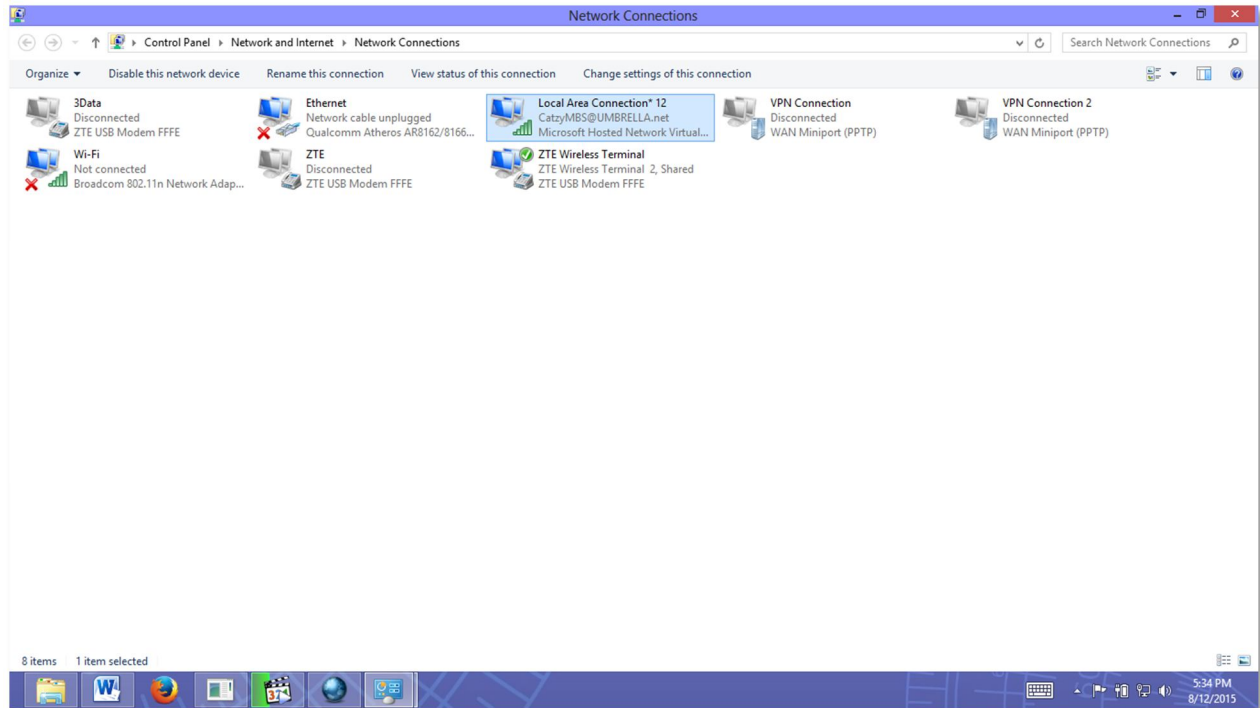 Network Connections
Control Panel Network and Internet Network Connections
Search Network Connections
Organize Disable this network device Rename this connection View status of this connection Change settings of this connection
3Data
Disconnected
ZTE USB Modem FFFE
Ethernet
Network cable unplugged
Qualcomm Atheros AR8162/8166...
Local Area Connection* 12
CatzyMBS@UMBRELLA.net
Microsoft Hosted Network Virtual...
VPN Connection
Disconnected
WAN Miniport (PPTP)
VPN Connection 2
Disconnected
WAN Miniport (PPTP)
Wi-Fi
Not connected
Broadcom 802.11n Network Adap...
ZTE
Disconnected
ZTE USB Modem FFFE
ZTE Wireless Terminal
ZTE Wireless Terminal 2, Shared
ZTE USB Modem FFFE
8 items 1 item selected
5:34 PM
8/12/2015